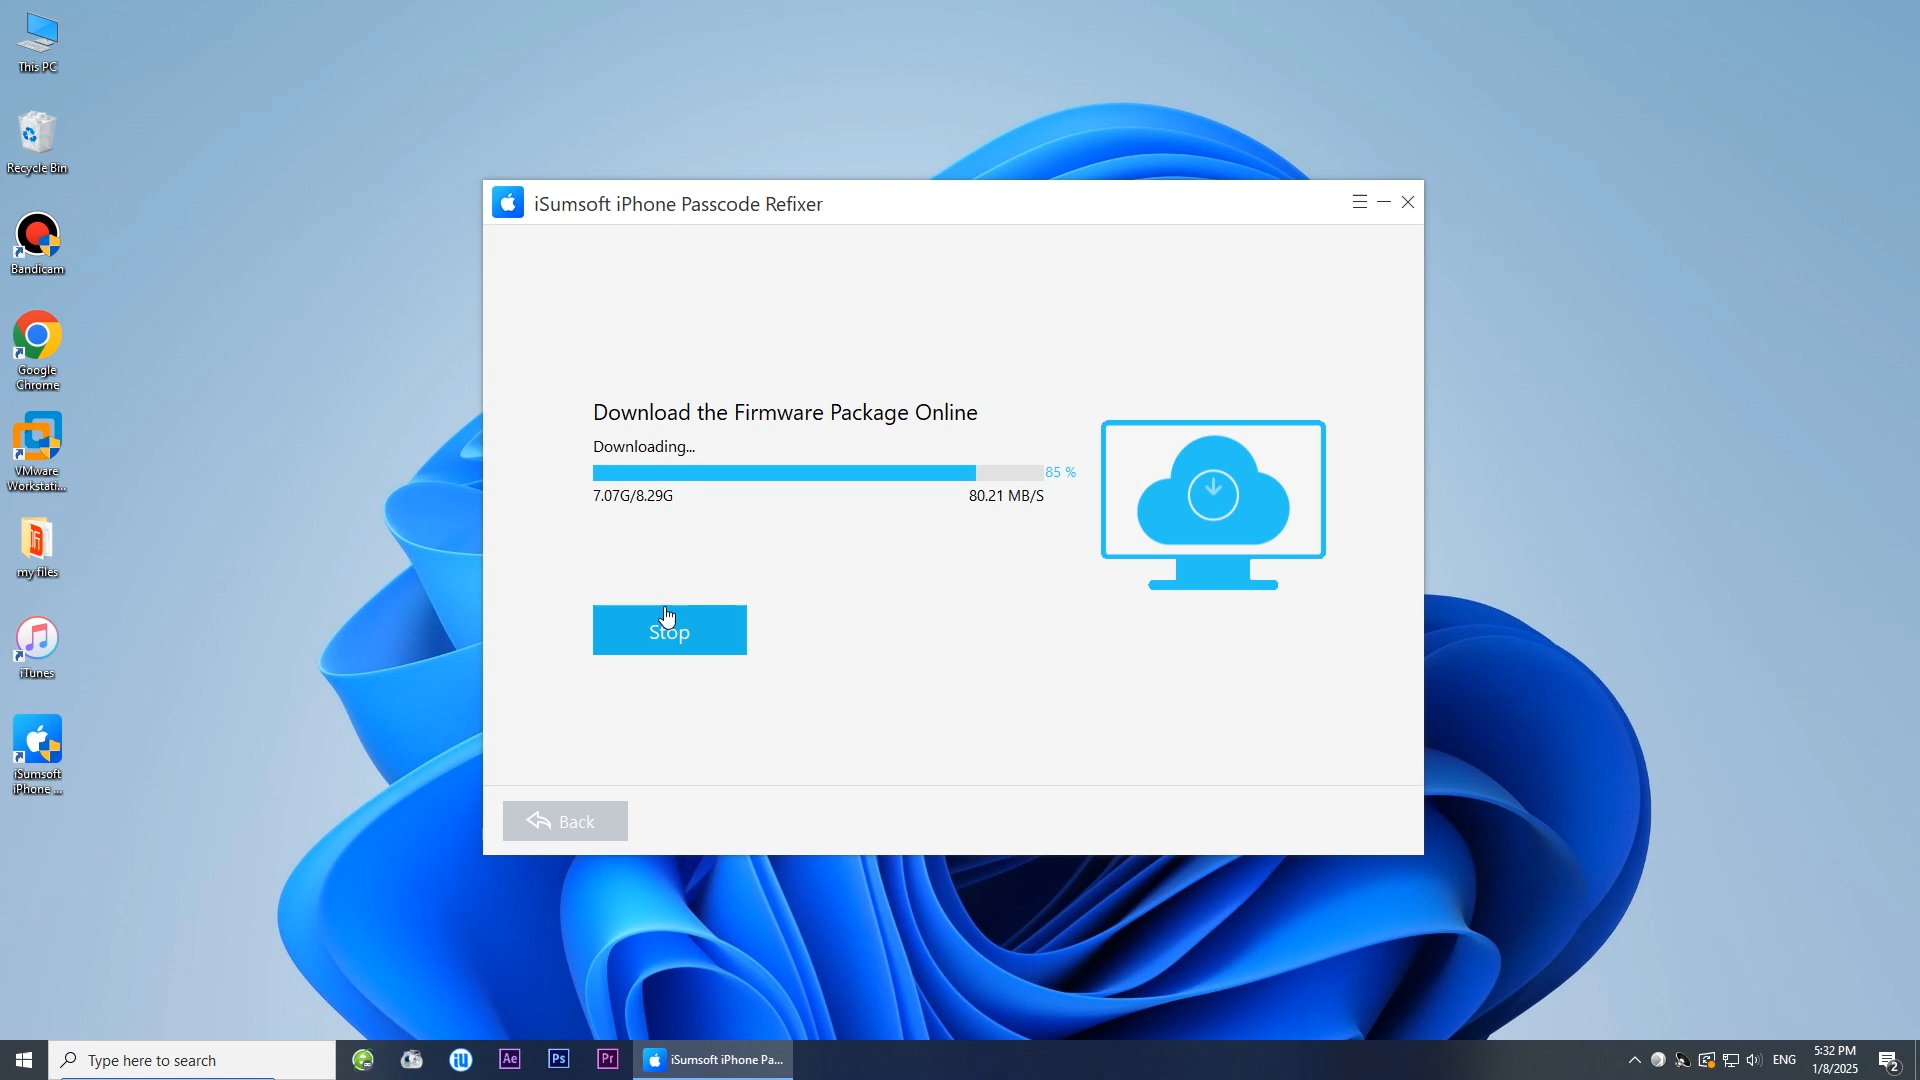 This PC
Recycle Bin
Bandicam
Google
Chrome
VMware
Workstati...
my files
iTunes
iSumsoft
iPhone ...
iSumsoft iPhone Passcode Refixer
Download the Firmware Package Online
Downloading...
85 %
7.07G/8.29G
80.21 MB/S
Stop
Back
Type here to search
iU
Ae
Ps
Pr
iSumsoft iPhone Pa...
ENG
5:32 PM
1/8/2025
2